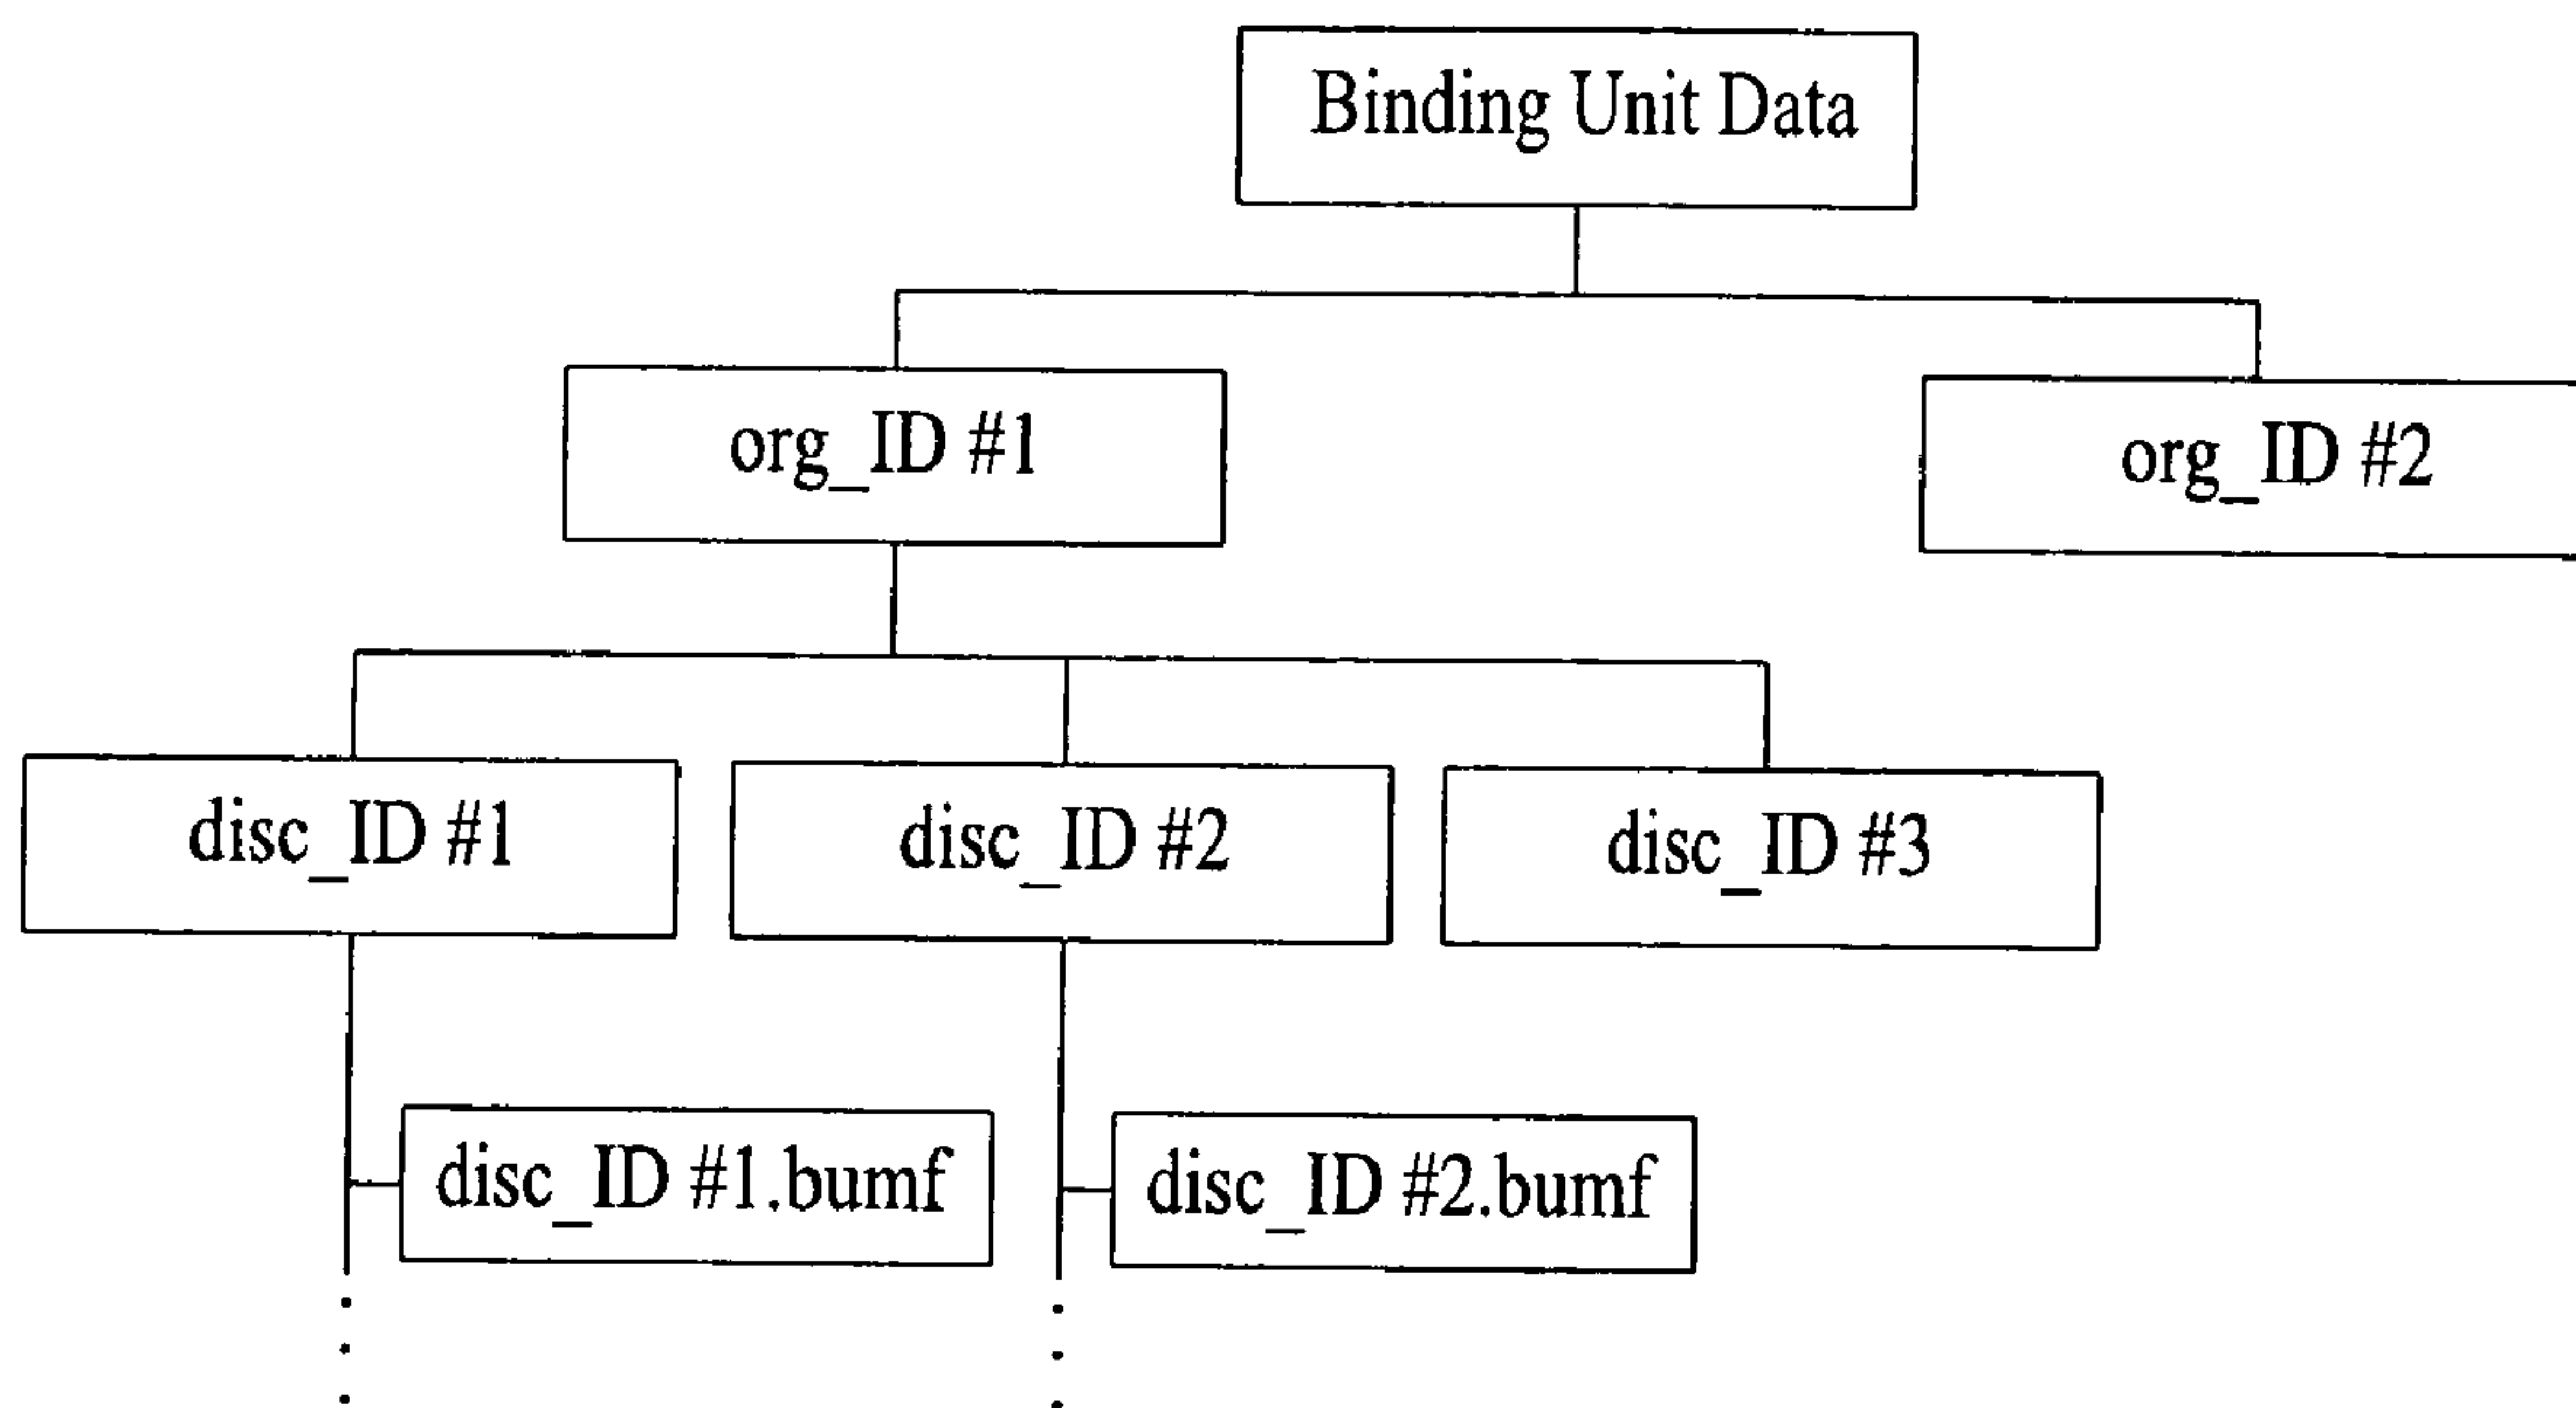 Binding Unit Data
org_ID #1
org_ID #2
disc_ID #1
disc_ID #2
disc_ID #3
disc_ID #1.bumf
disc_ID #2.bumf